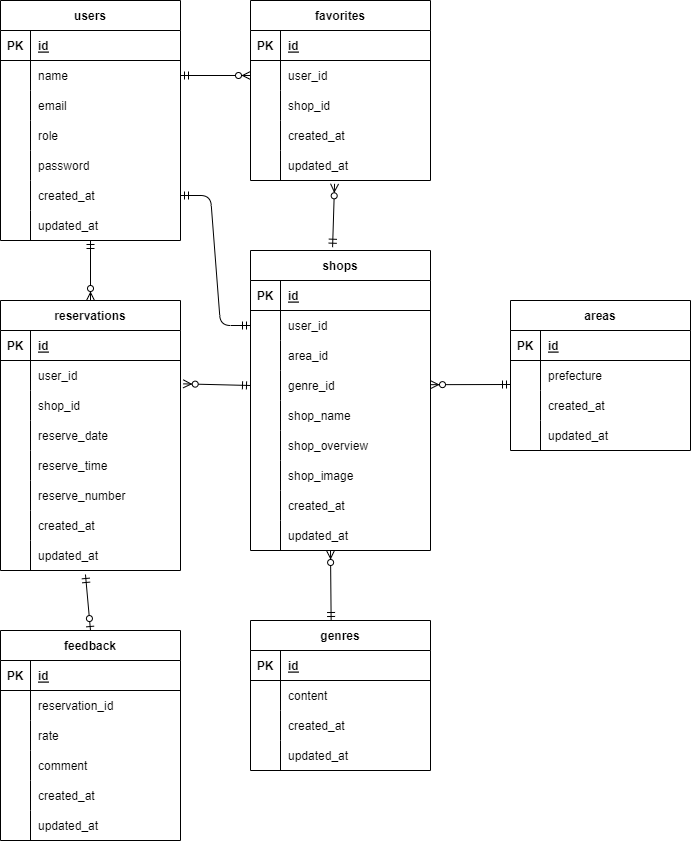 users
PK id
name
email
role
password
created_at
updated_at
favorites
PK id
user_id
shop_id
created_at
updated_at
shops
PK id
user_id
area_id
genre_id
shop_name
shop_overview
shop_image
created_at
updated_at
reservations
PK id
user_id
shop_id
reserve_date
reserve_time
reserve_number
created_at
updated_at
areas
PK id
prefecture
created_at
updated_at
feedback
PK id
reservation_id
rate
comment
created_at
updated_at
genres
PK id
content
created_at
updated_at